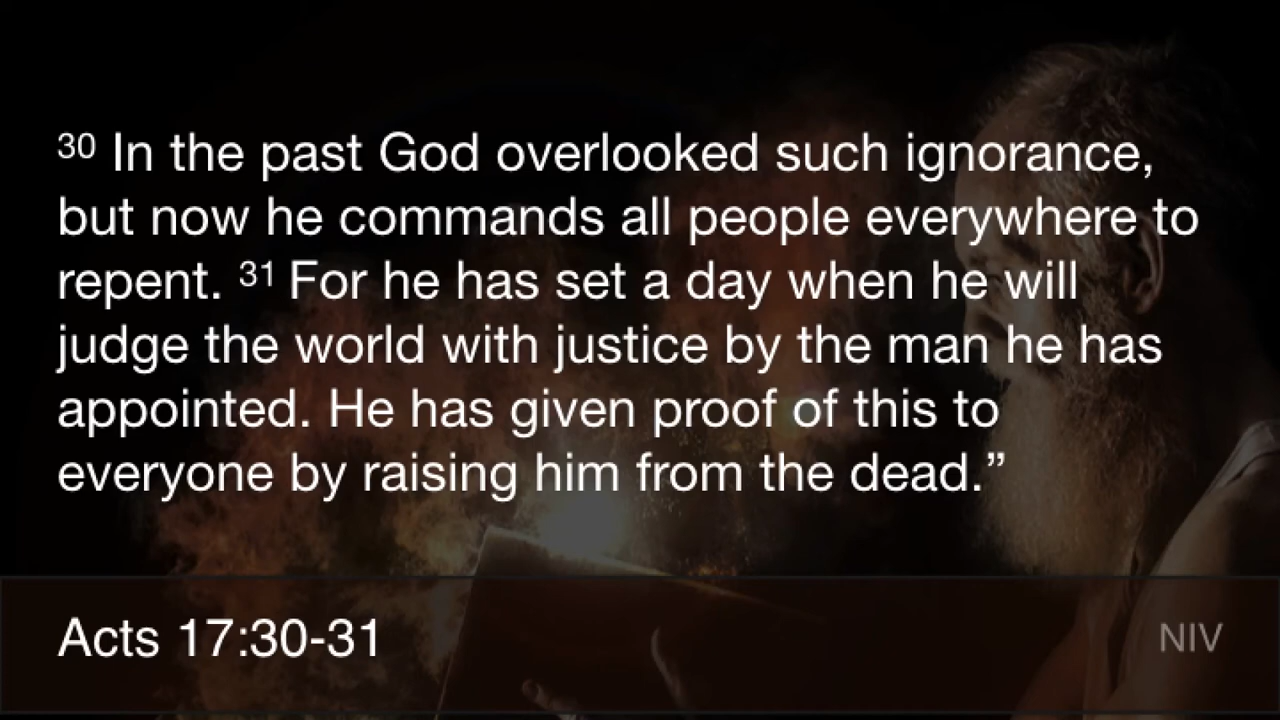 30 In the past God overlooked such ignorance,
but now he commands all people everywhere to
repent. 31 For he has set a day when he will
judge the world with justice by the man he has
appointed. He has given proof of this to
everyone by raising him from the dead.”
Acts 17:30-31
NIV